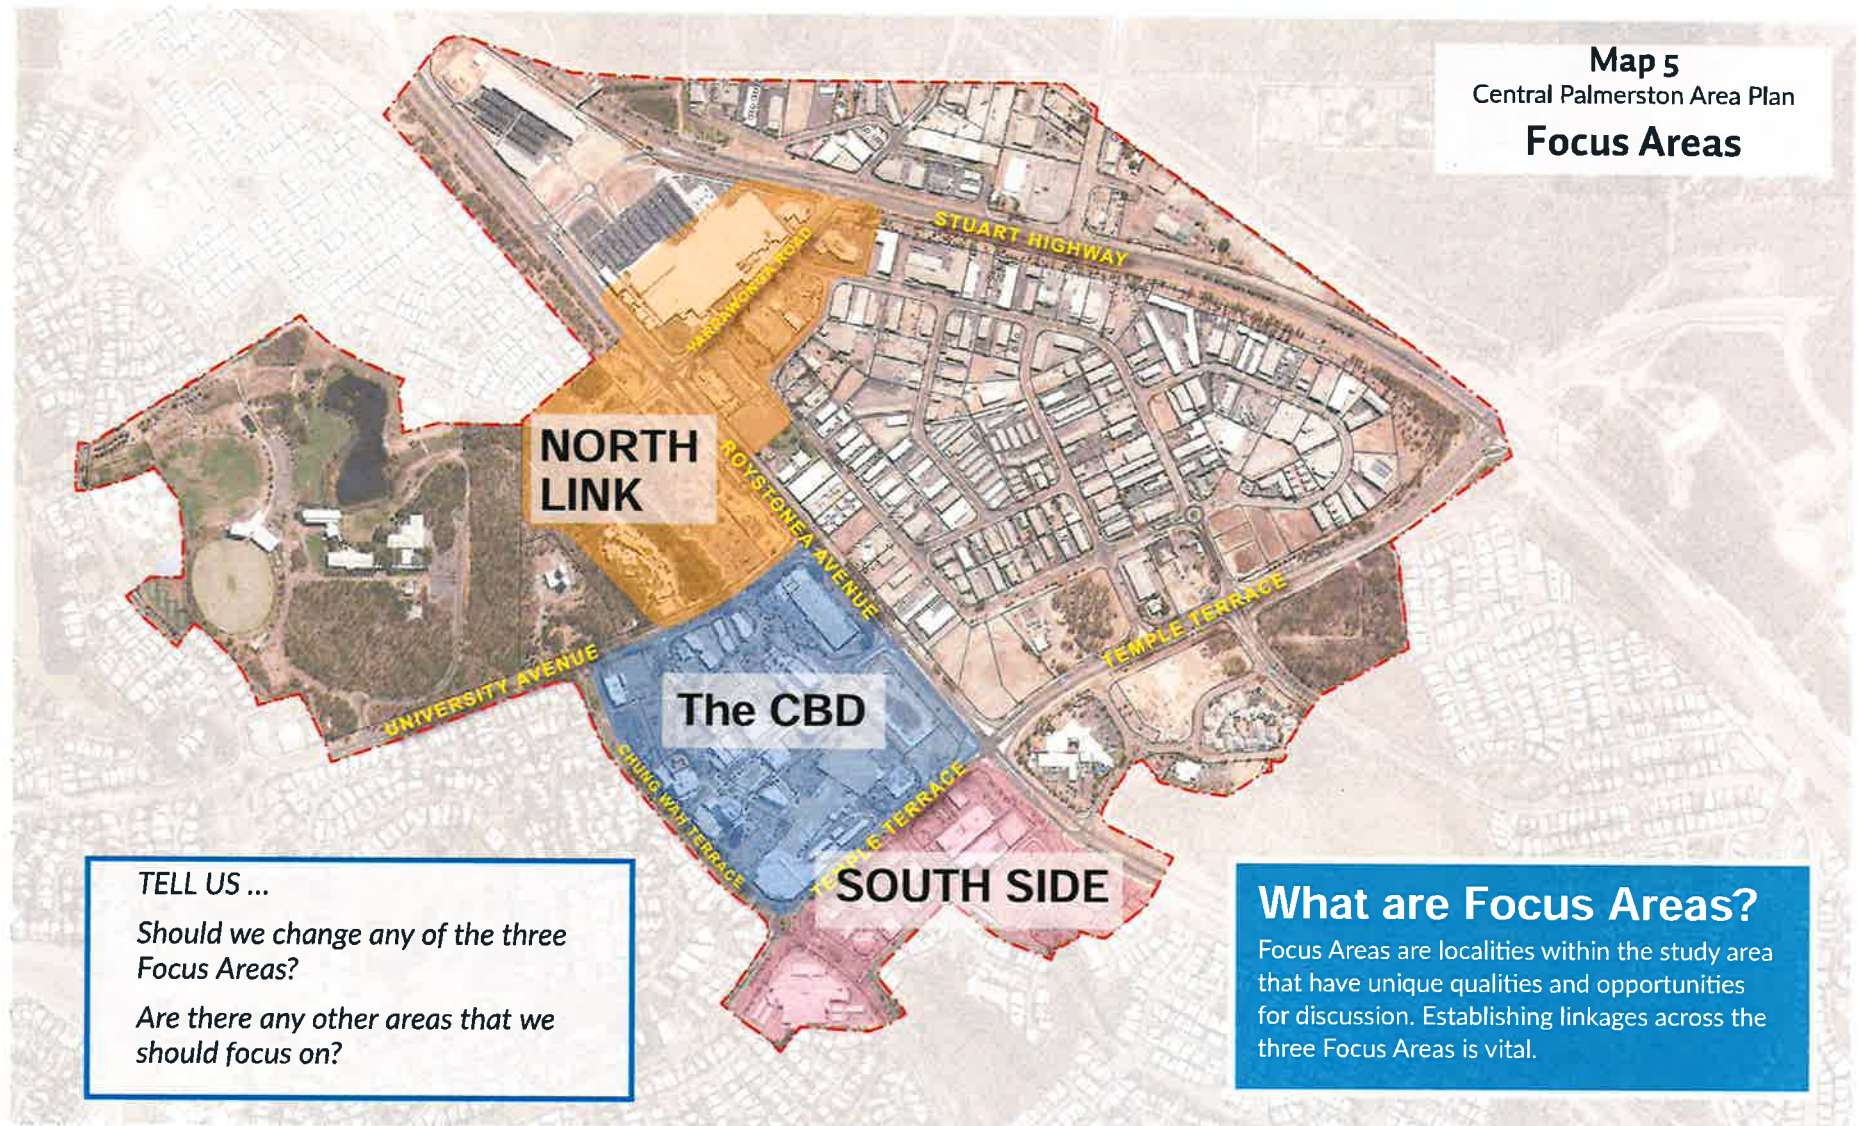 Map 5
Central Palmerston Area Plan
Focus Areas
STUART HIGHWAY
YARRAWONGA ROAD
NORTH
LINK
ROYSTONEA AVENUE
TEMPLE TERRACE
UNIVERSITY AVENUE
The CBD
CHUNG WAH TERRACE
TEMPLE TERRACE
SOUTH SIDE
TELL US ...
Should we change any of the three
Focus Areas?
Are there any other areas that we
should focus on?
What are Focus Areas?
Focus Areas are localities within the study area
that have unique qualities and opportunities
for discussion. Establishing linkages across the
three Focus Areas is vital.